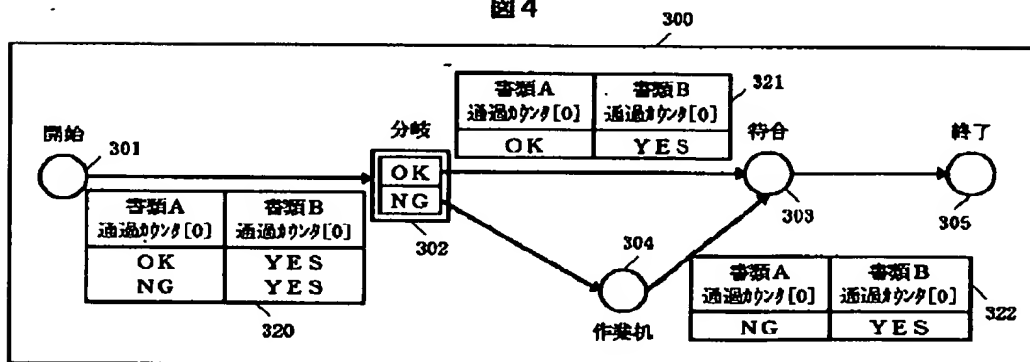 図4
300
書類A
通過カウンタ[0]
書類B
通過カウンタ[0]
OK
YES
321
開始
301
分岐
OK
NG
302
待合
303
終了
305
書類A
通過カウンタ[0]
書類B
通過カウンタ[0]
OK
YES
NG
YES
320
304
作業机
書類A
通過カウンタ[0]
書類B
通過カウンタ[0]
NG
YES
322